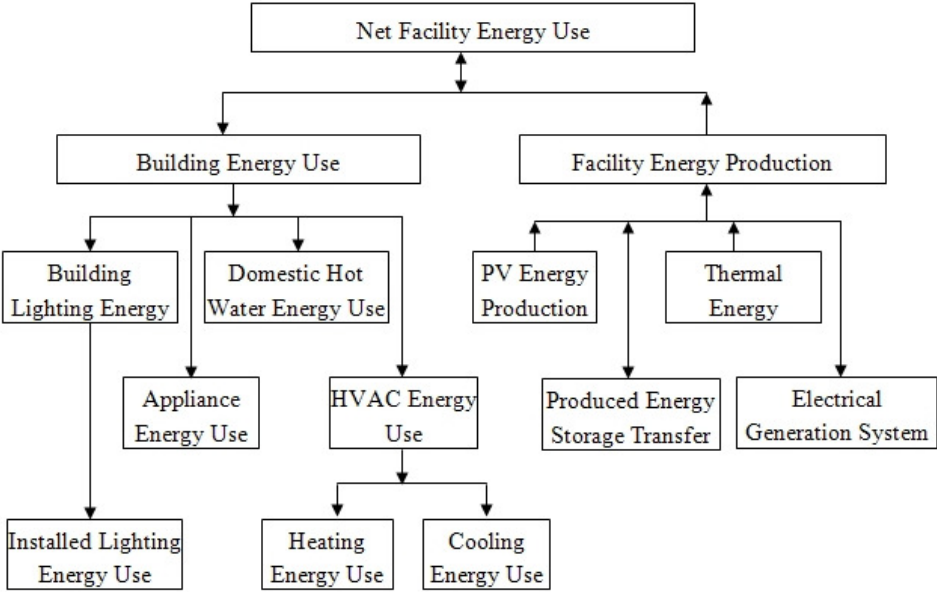 Net Facility Energy Use
Building Energy Use
Facility Energy Production
Building
Lighting Energy
Domestic Hot
Water Energy Use
PV Energy
Production
Thermal
Energy
Appliance
Energy Use
HVAC Energy
Use
Produced Energy
Storage Transfer
Electrical
Generation System
Installed Lighting
Energy Use
Heating
Energy Use
Cooling
Energy Use